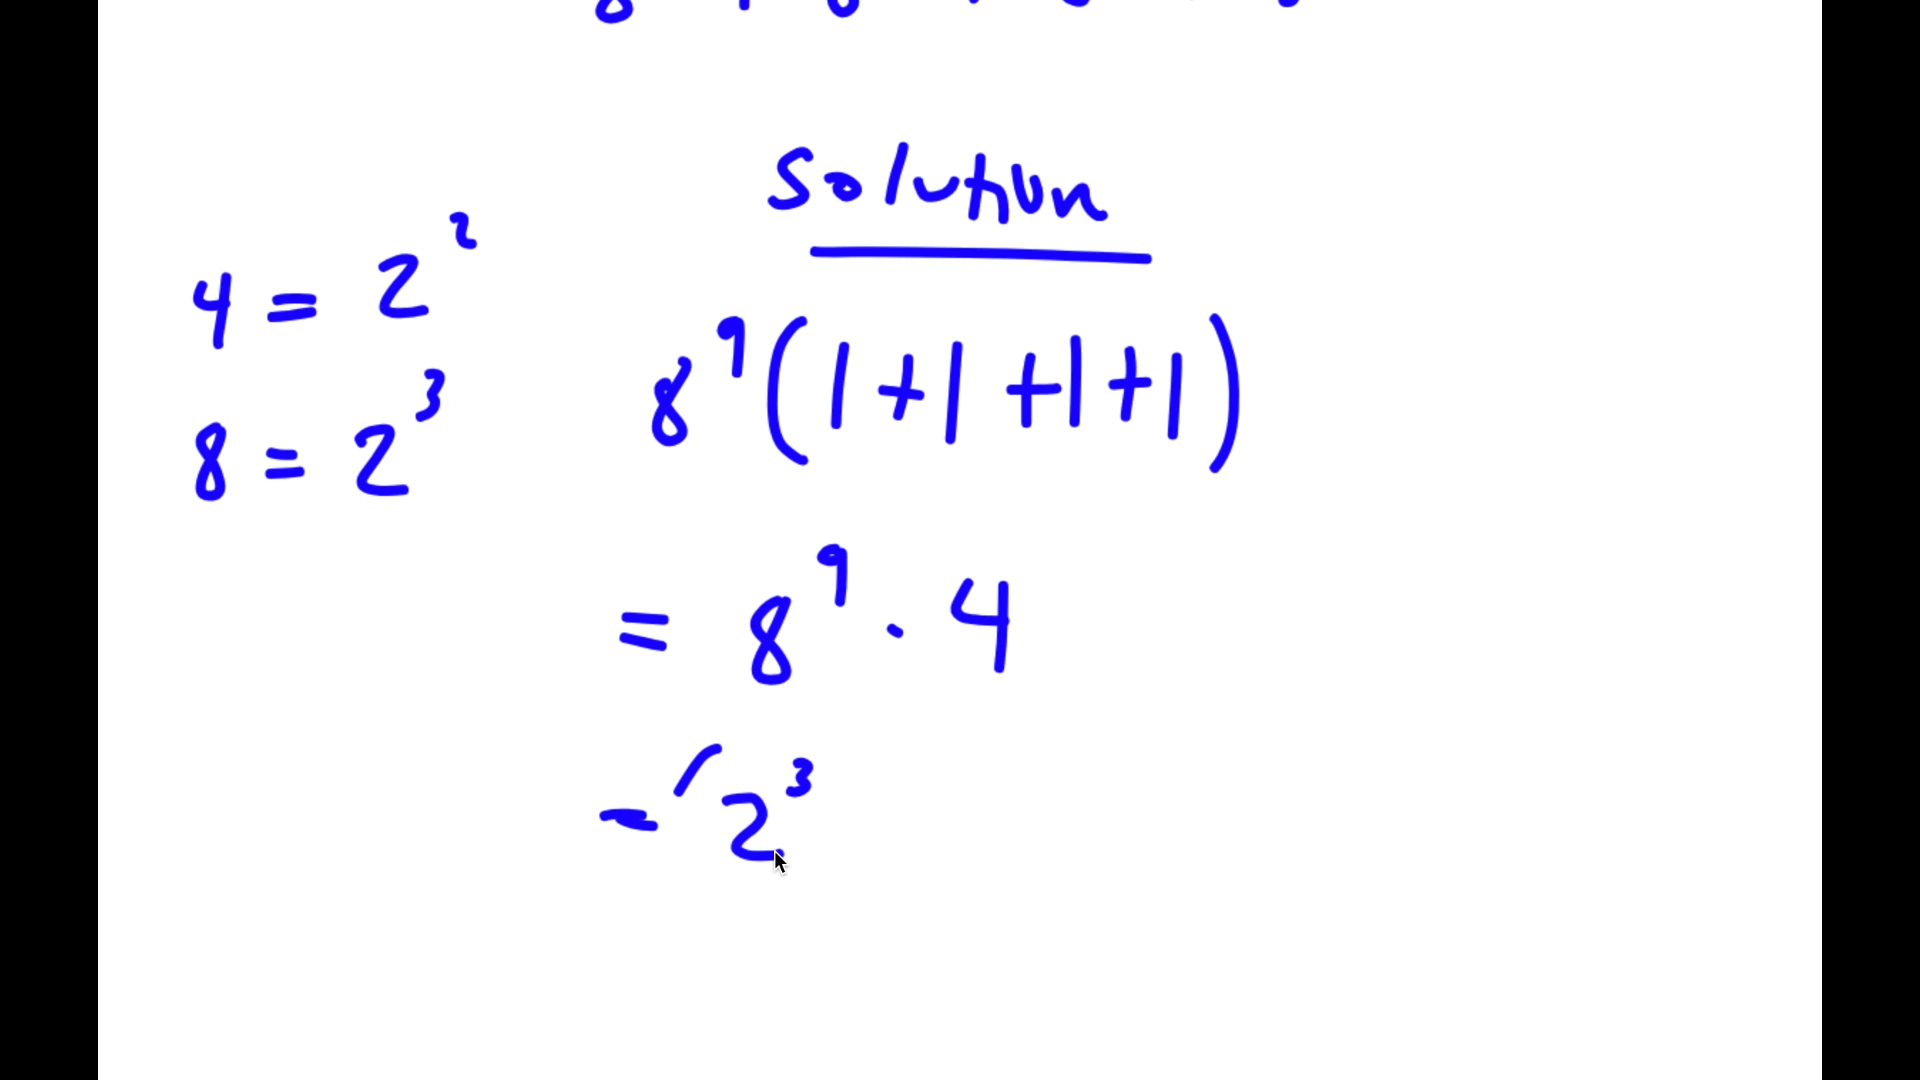 Solution
4 = 2²
8 = 2³
8⁹(1+1+1+1)
= 8⁹ · 4
= (2³